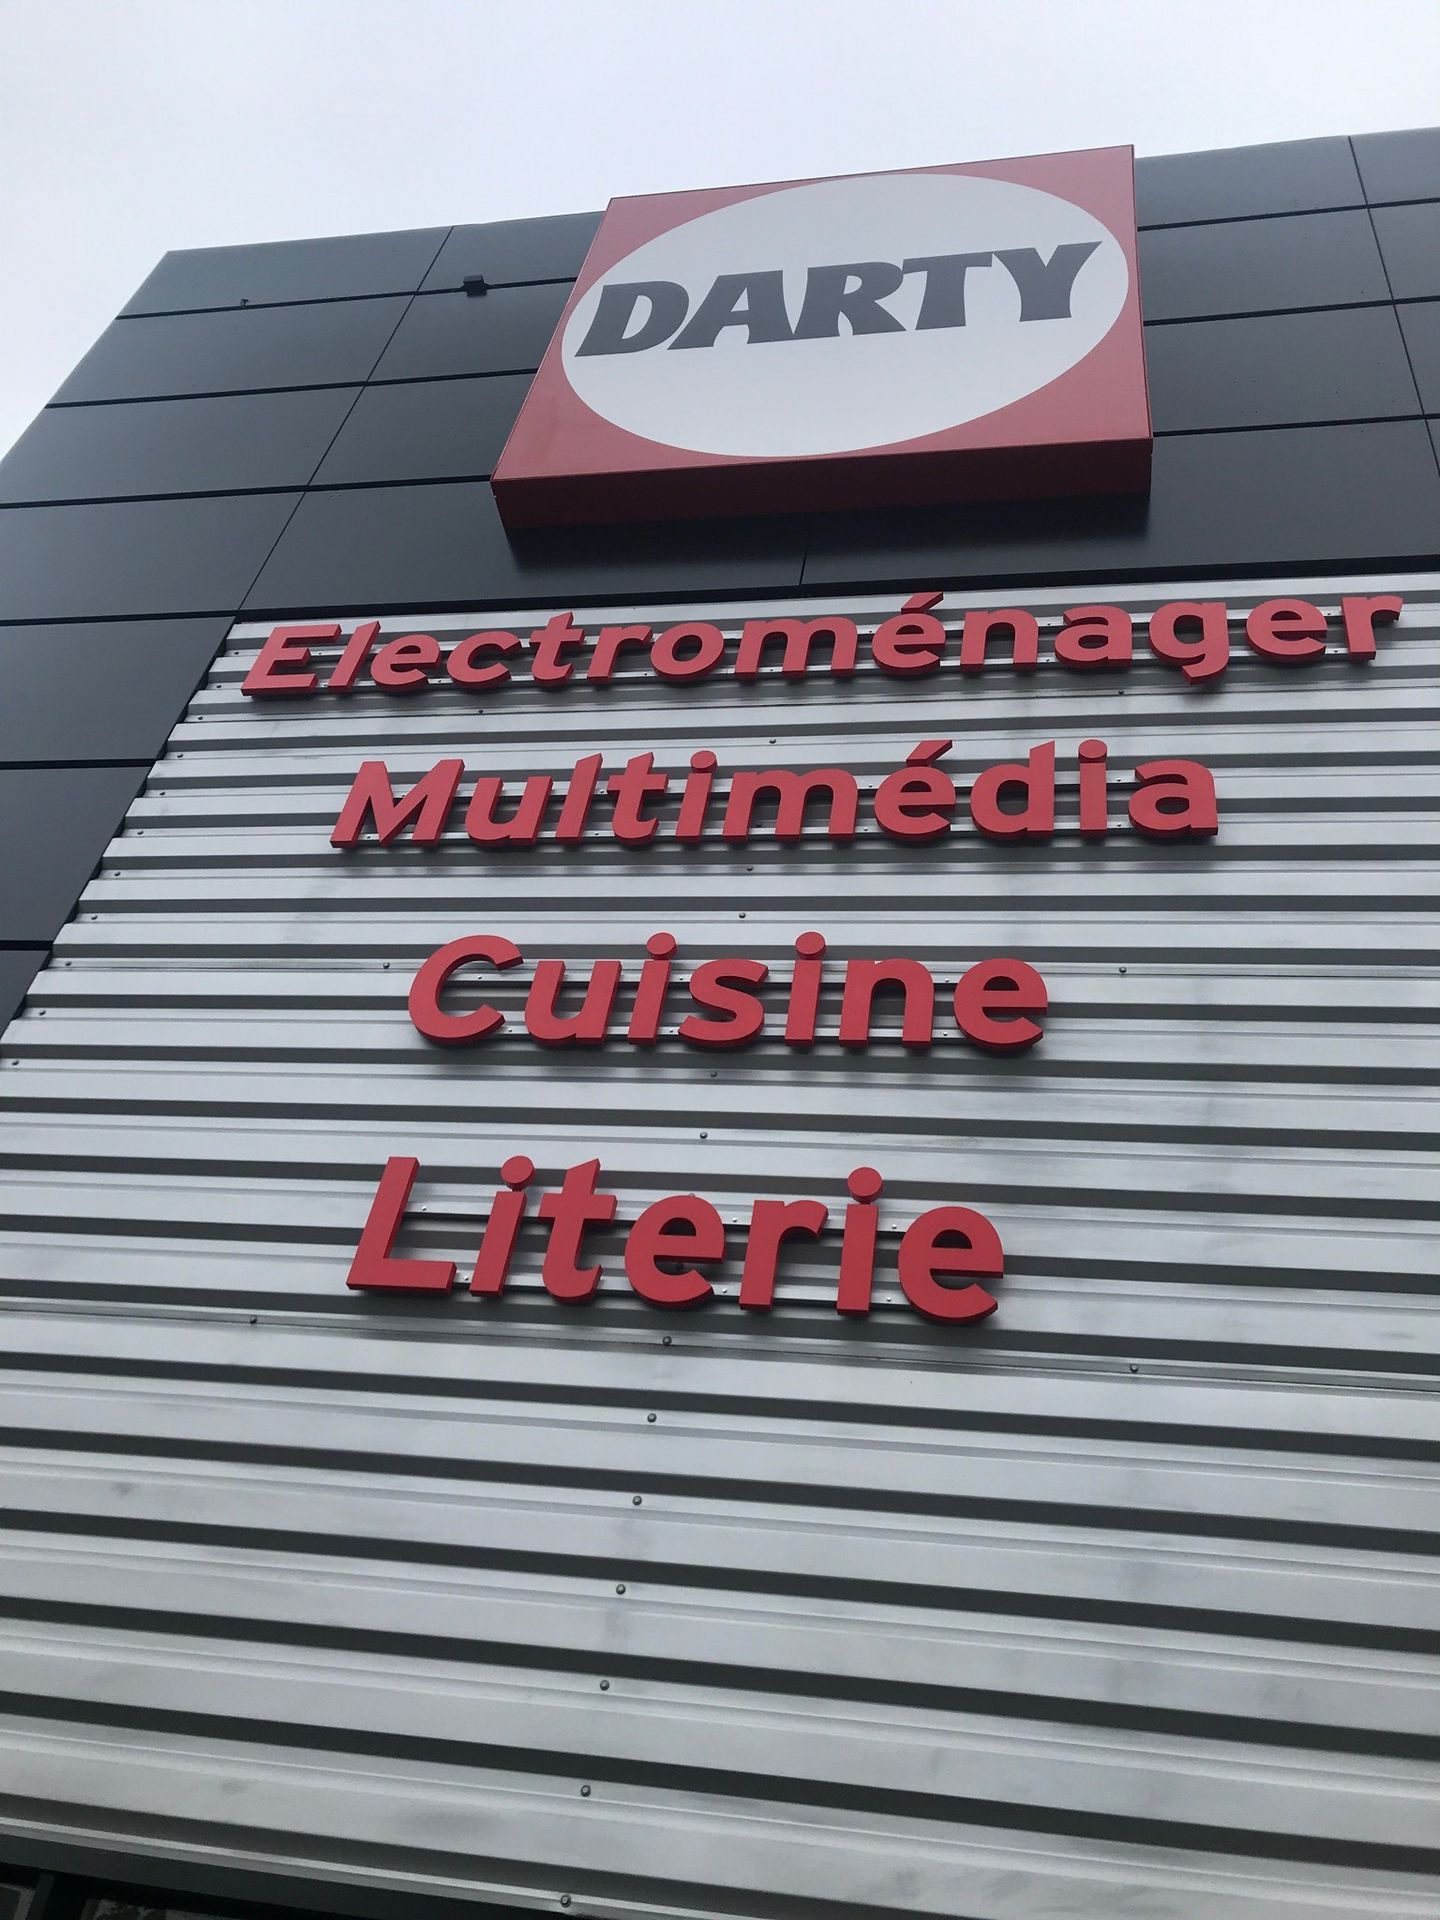 DARTY
Electroménager
Multimédia
Cuisine
Literie